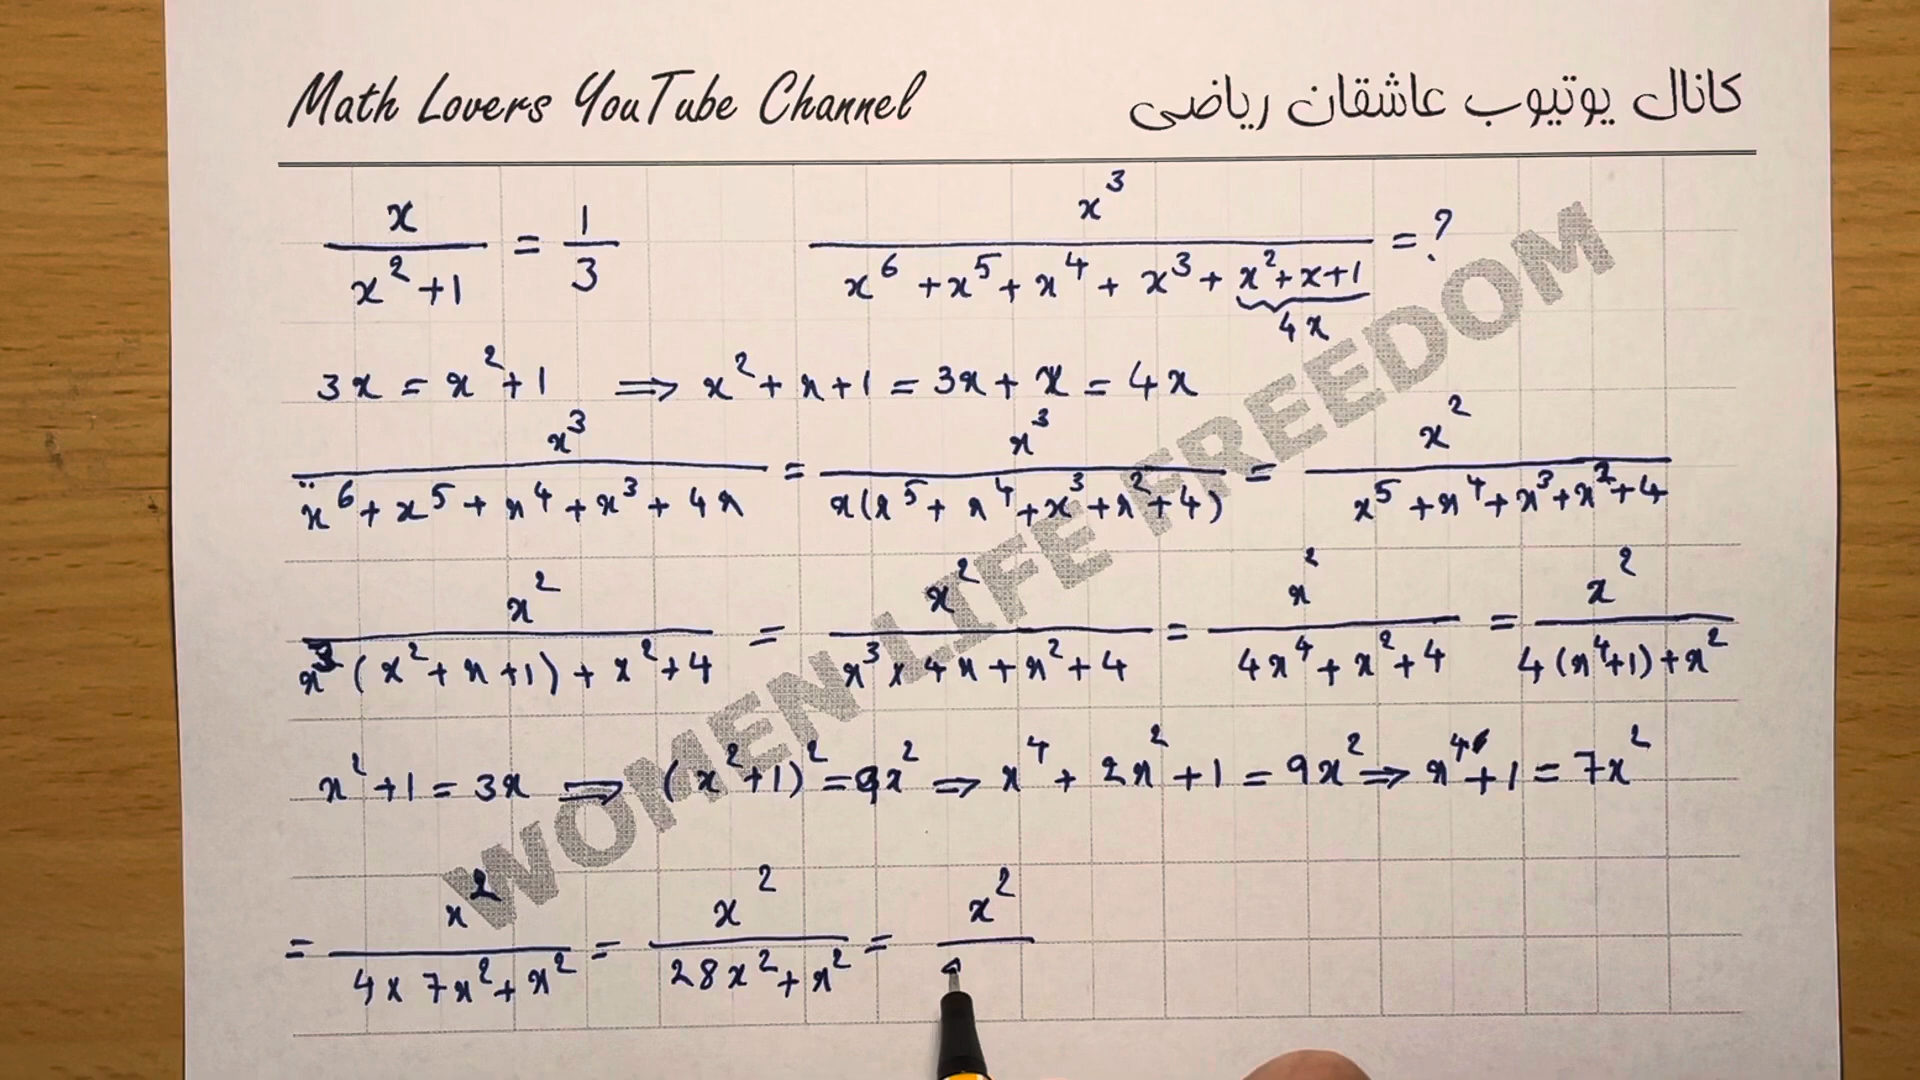 Math Lovers YouTube Channel
کانال یوتیوب عاشقان ریاضی
x/(x²+1) = 1/3    x³/(x⁶+x⁵+x⁴+x³+x²+x+1) = ?
4x
3x = x²+1 ⇒ x²+x+1 = 3x+x = 4x
x³/(x⁶+x⁵+x⁴+x³+4x) = x³/(x(x⁵+x⁴+x³+x²+4)) = x²/(x⁵+x⁴+x³+x²+4)
x²/(x³(x²+x+1)+x²+4) = x²/(x³×4x+x²+4) = x²/(4x⁴+x²+4) = x²/(4(x⁴+1)+x²)
x²+1 = 3x ⇒ (x²+1)² = 9x² ⇒ x⁴+2x²+1 = 9x² ⇒ x⁴+1 = 7x²
= x²/(4×7x²+x²) = x²/(28x²+x²) = x²/
WOMEN LIFE FREEDOM